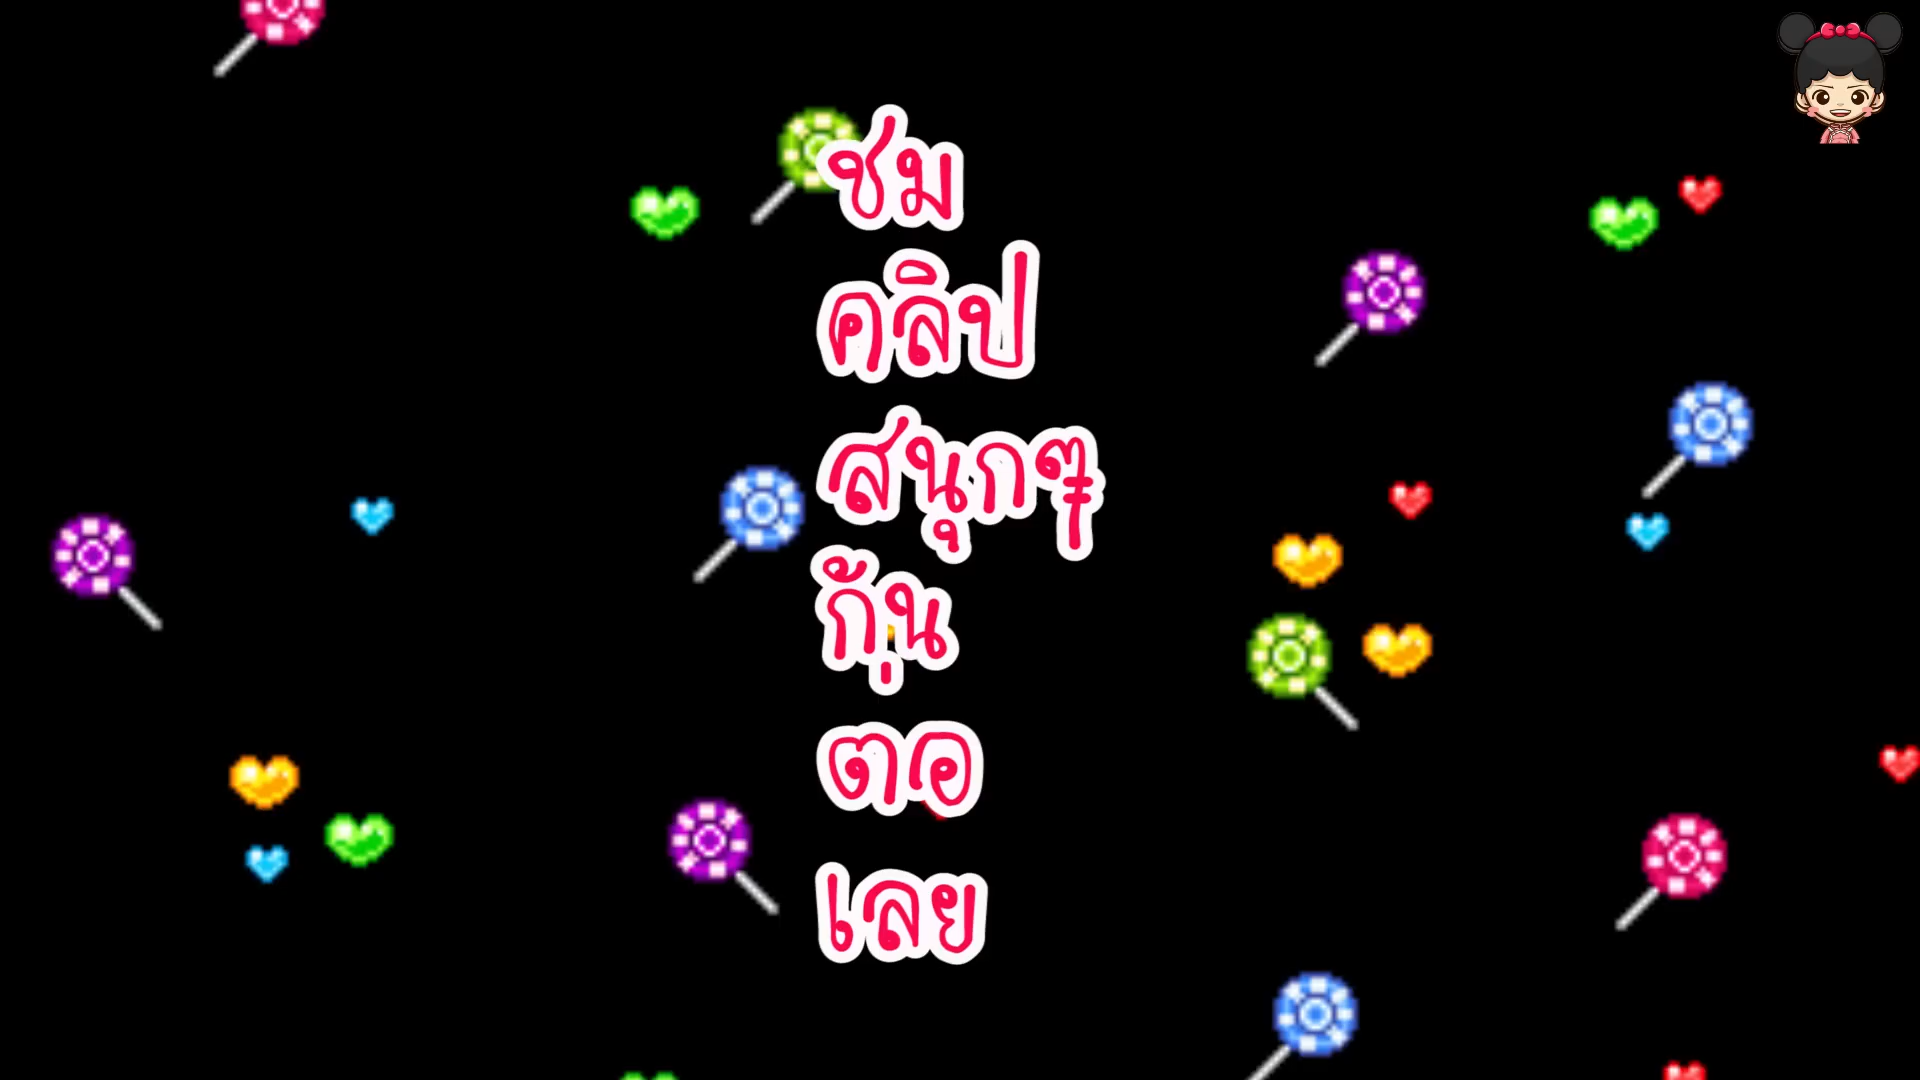 ชม
คลิป
สนุกๆ
กุ้น
ตอ
เลย